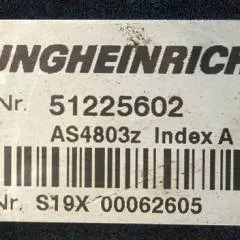 UNGHEINRICH
Nr. 51225602
AS4803z Index A
Nr. S19X 00062605